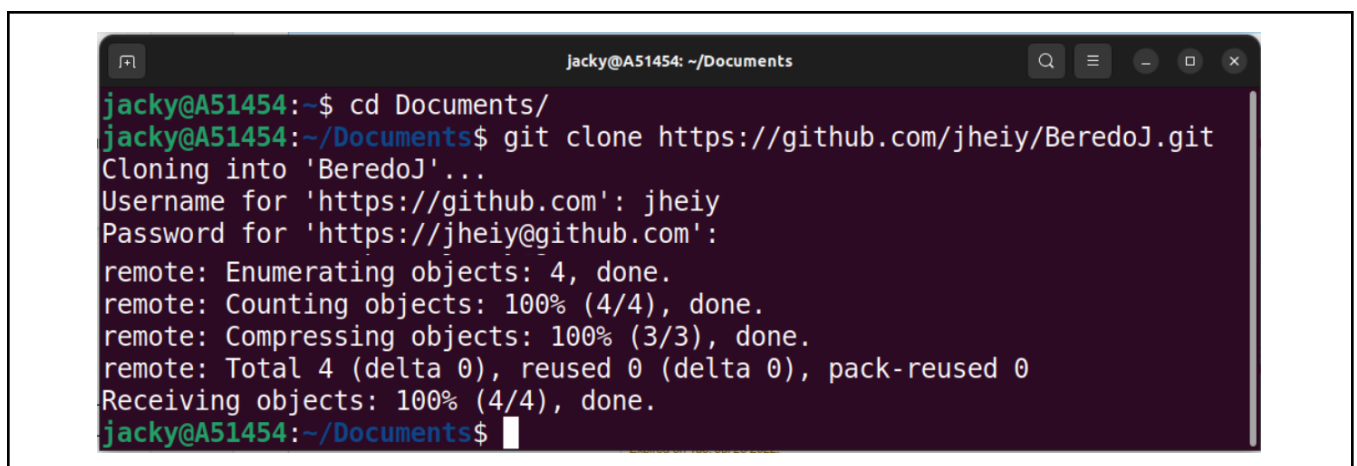 jacky@A51454: ~/Documents
jacky@A51454:~$ cd Documents/
jacky@A51454:~/Documents$ git clone https://github.com/jheiy/BeredoJ.git
Cloning into 'BeredoJ'...
Username for 'https://github.com': jheiy
Password for 'https://jheiy@github.com':
remote: Enumerating objects: 4, done.
remote: Counting objects: 100% (4/4), done.
remote: Compressing objects: 100% (3/3), done.
remote: Total 4 (delta 0), reused 0 (delta 0), pack-reused 0
Receiving objects: 100% (4/4), done.
jacky@A51454:~/Documents$